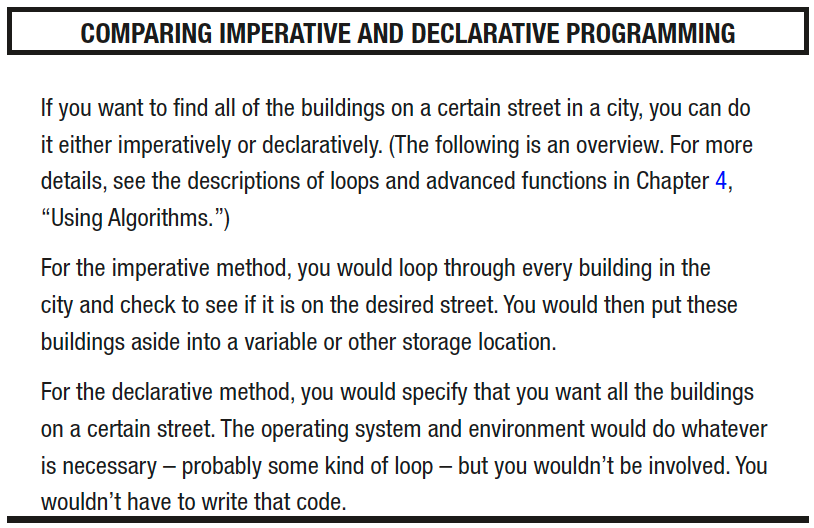 COMPARING IMPERATIVE AND DECLARATIVE PROGRAMMING
If you want to find all of the buildings on a certain street in a city, you can do
it either imperatively or declaratively. (The following is an overview. For more
details, see the descriptions of loops and advanced functions in Chapter 4,
“Using Algorithms.”)
For the imperative method, you would loop through every building in the
city and check to see if it is on the desired street. You would then put these
buildings aside into a variable or other storage location.
For the declarative method, you would specify that you want all the buildings
on a certain street. The operating system and environment would do whatever
is necessary – probably some kind of loop – but you wouldn’t be involved. You
wouldn’t have to write that code.